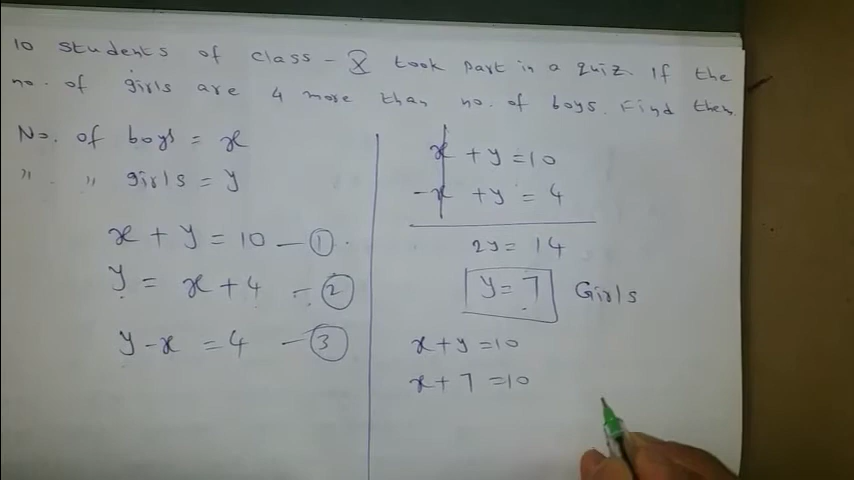 10 students of class - X took part in a quiz. If the
no. of girls are 4 more than no. of boys. Find them.
No. of boys = x
" " girls = y
x + y = 10 — ①
y = x + 4 — ②
y - x = 4 — ③
x + y = 10
-x + y = 4
2y = 14
y = 7 Girls
x + y = 10
x + 7 = 10